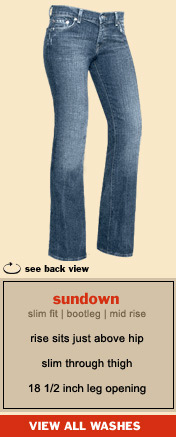 see back view
sundown
slim fit | bootleg | mid rise
rise sits just above hip
slim through thigh
18 1/2 inch leg opening
VIEW ALL WASHES